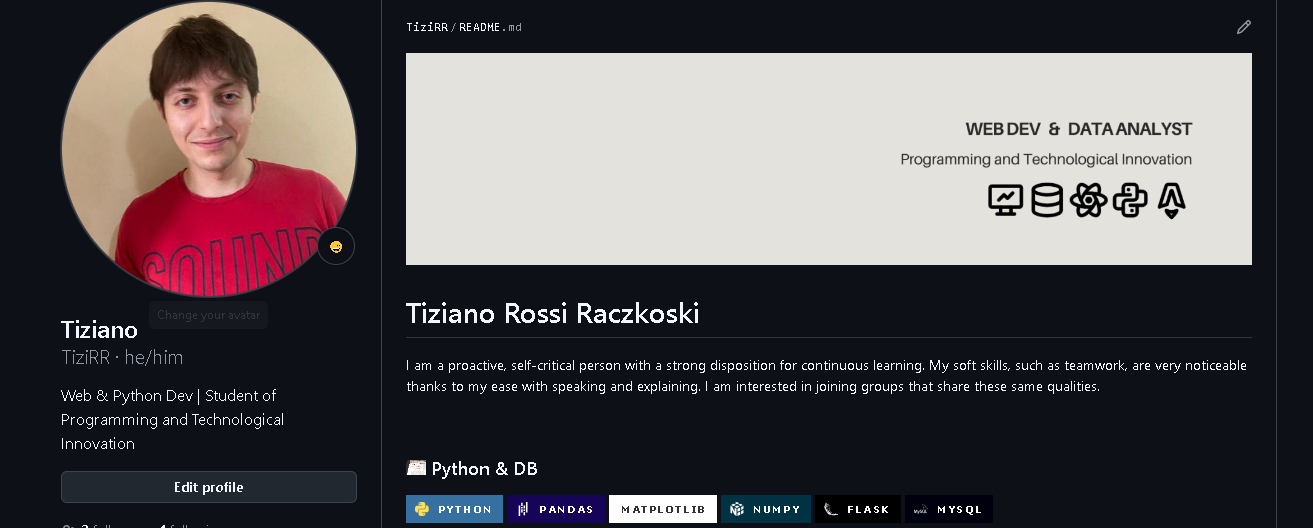 TiziRR/README.md
WEB DEV & DATA ANALYST
Programming and Technological Innovation
SOUND
Change your avatar
Tiziano
TiziRR · he/him
Web & Python Dev | Student of
Programming and Technological
Innovation
Edit profile
Tiziano Rossi Raczkoski
I am a proactive, self-critical person with a strong disposition for continuous learning. My soft skills, such as teamwork, are very noticeable
thanks to my ease with speaking and explaining. I am interested in joining groups that share these same qualities.
Python & DB
PYTHON PANDAS MATPLOTLIB NUMPY FLASK MYSQL